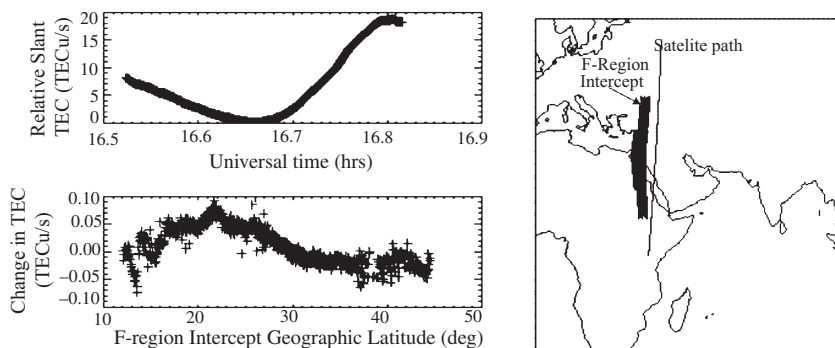 Relative Slant
TEC (TECu/s)
20
15
10
5
0
16.5
16.6
16.7
16.8
16.9
Universal time (hrs)
Change in TEC
(TECu/s)
0.10
0.05
0.00
−0.05
−0.10
10
20
30
40
50
F-region Intercept Geographic Latitude (deg)
Satelite path
F-Region
Intercept